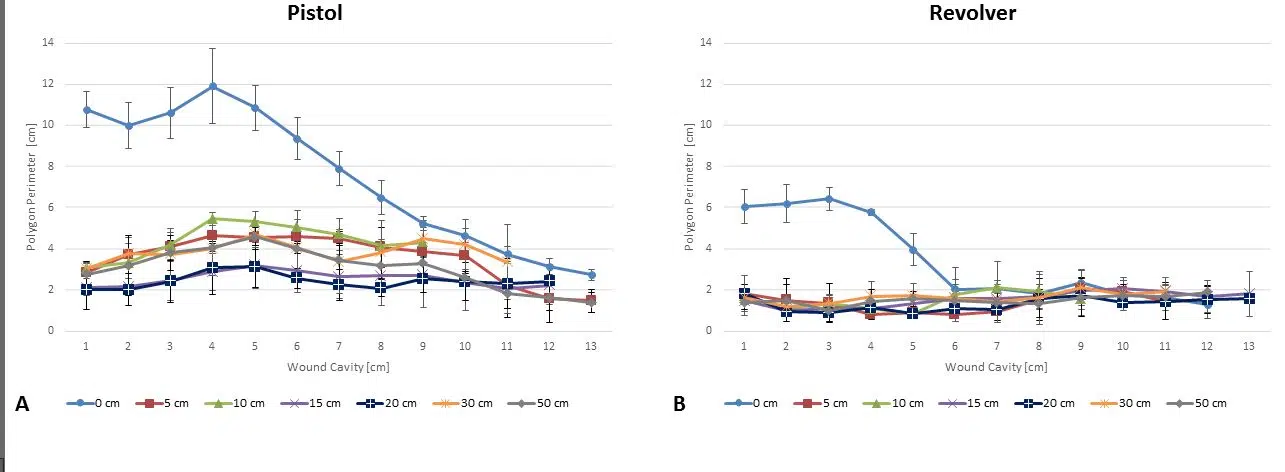 Pistol
Polygon Perimeter [cm]
14
12
10
8
6
4
2
0
1 2 3 4 5 6 7 8 9 10 11 12 13
Wound Cavity [cm]
A
0 cm 5 cm 10 cm 15 cm 20 cm 30 cm 50 cm
Revolver
Polygon Perimeter [cm]
14
12
10
8
6
4
2
0
1 2 3 4 5 6 7 8 9 10 11 12 13
Wound Cavity [cm]
B
0 cm 5 cm 10 cm 15 cm 20 cm 30 cm 50 cm